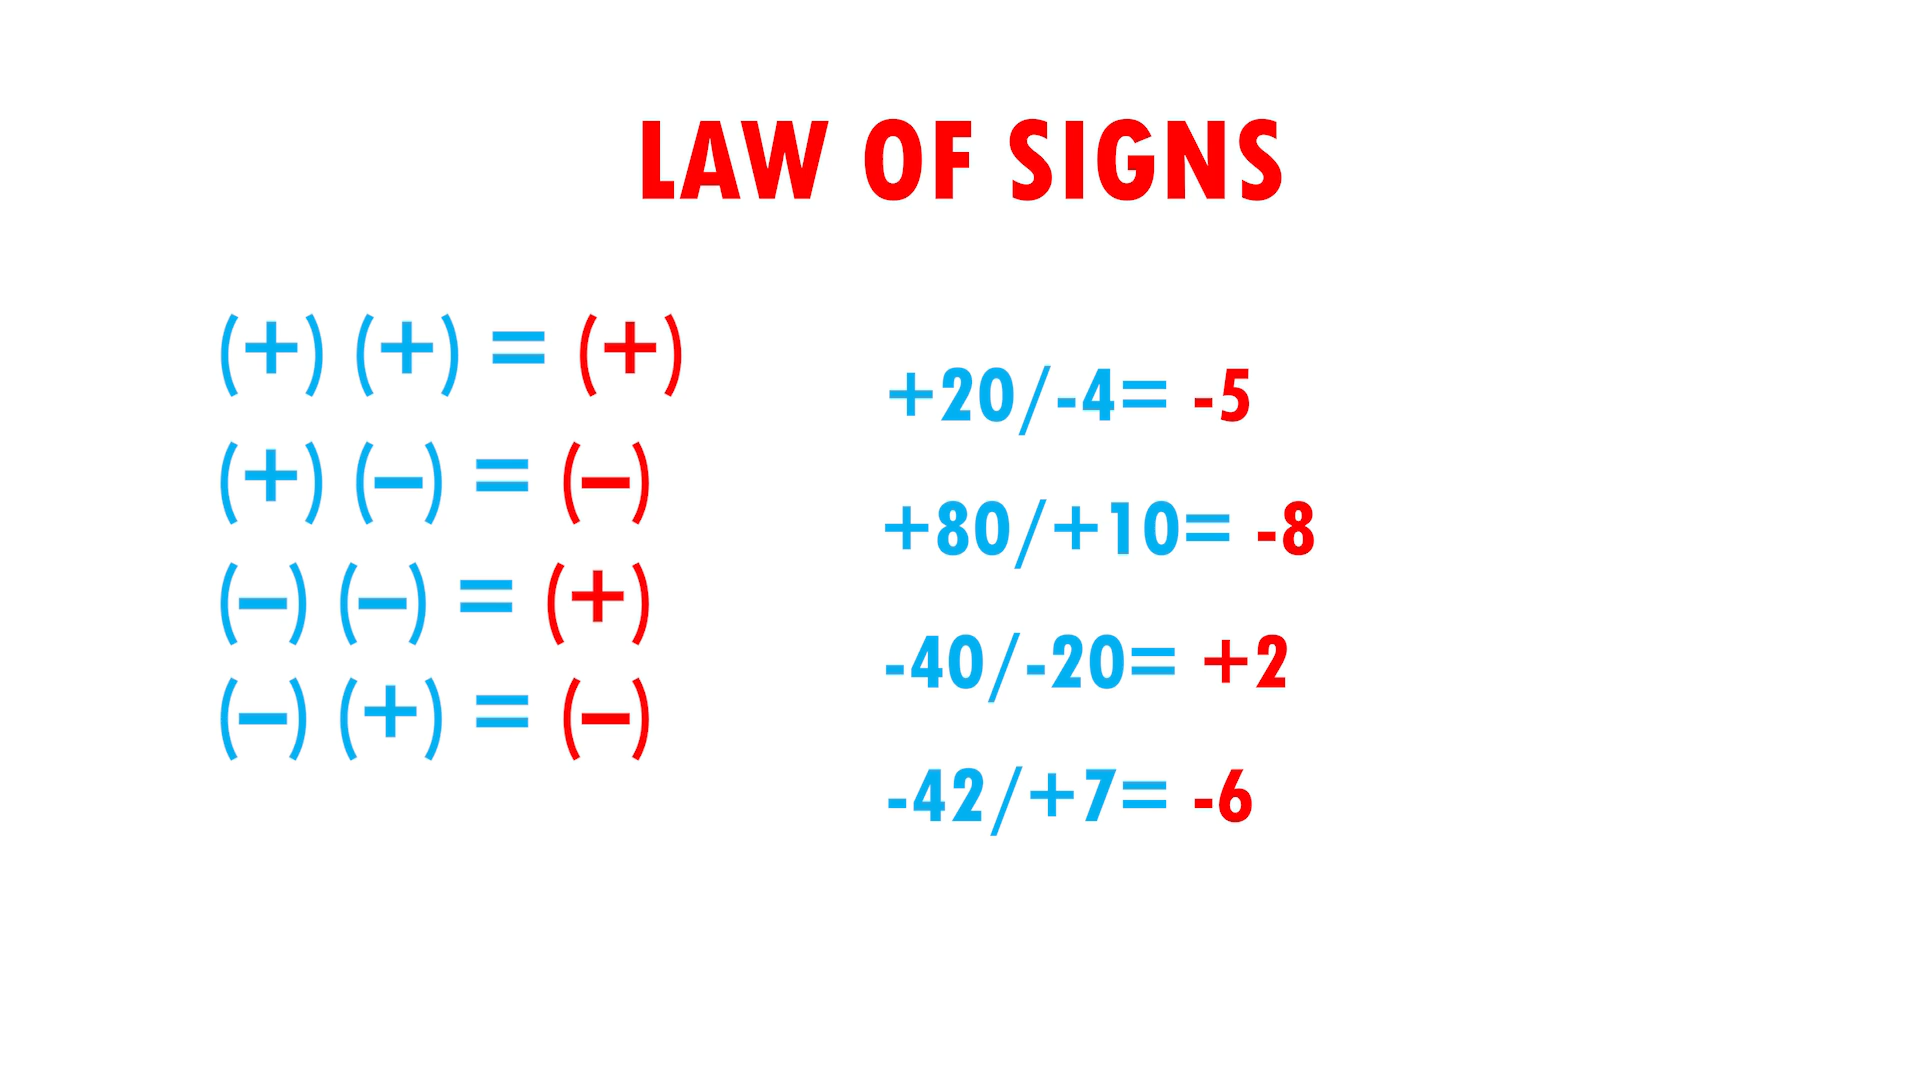 LAW OF SIGNS
(+) (+) = (+)
(+) (–) = (–)
(–) (–) = (+)
(–) (+) = (–)
+20/-4= -5
+80/+10= -8
-40/-20= +2
-42/+7= -6